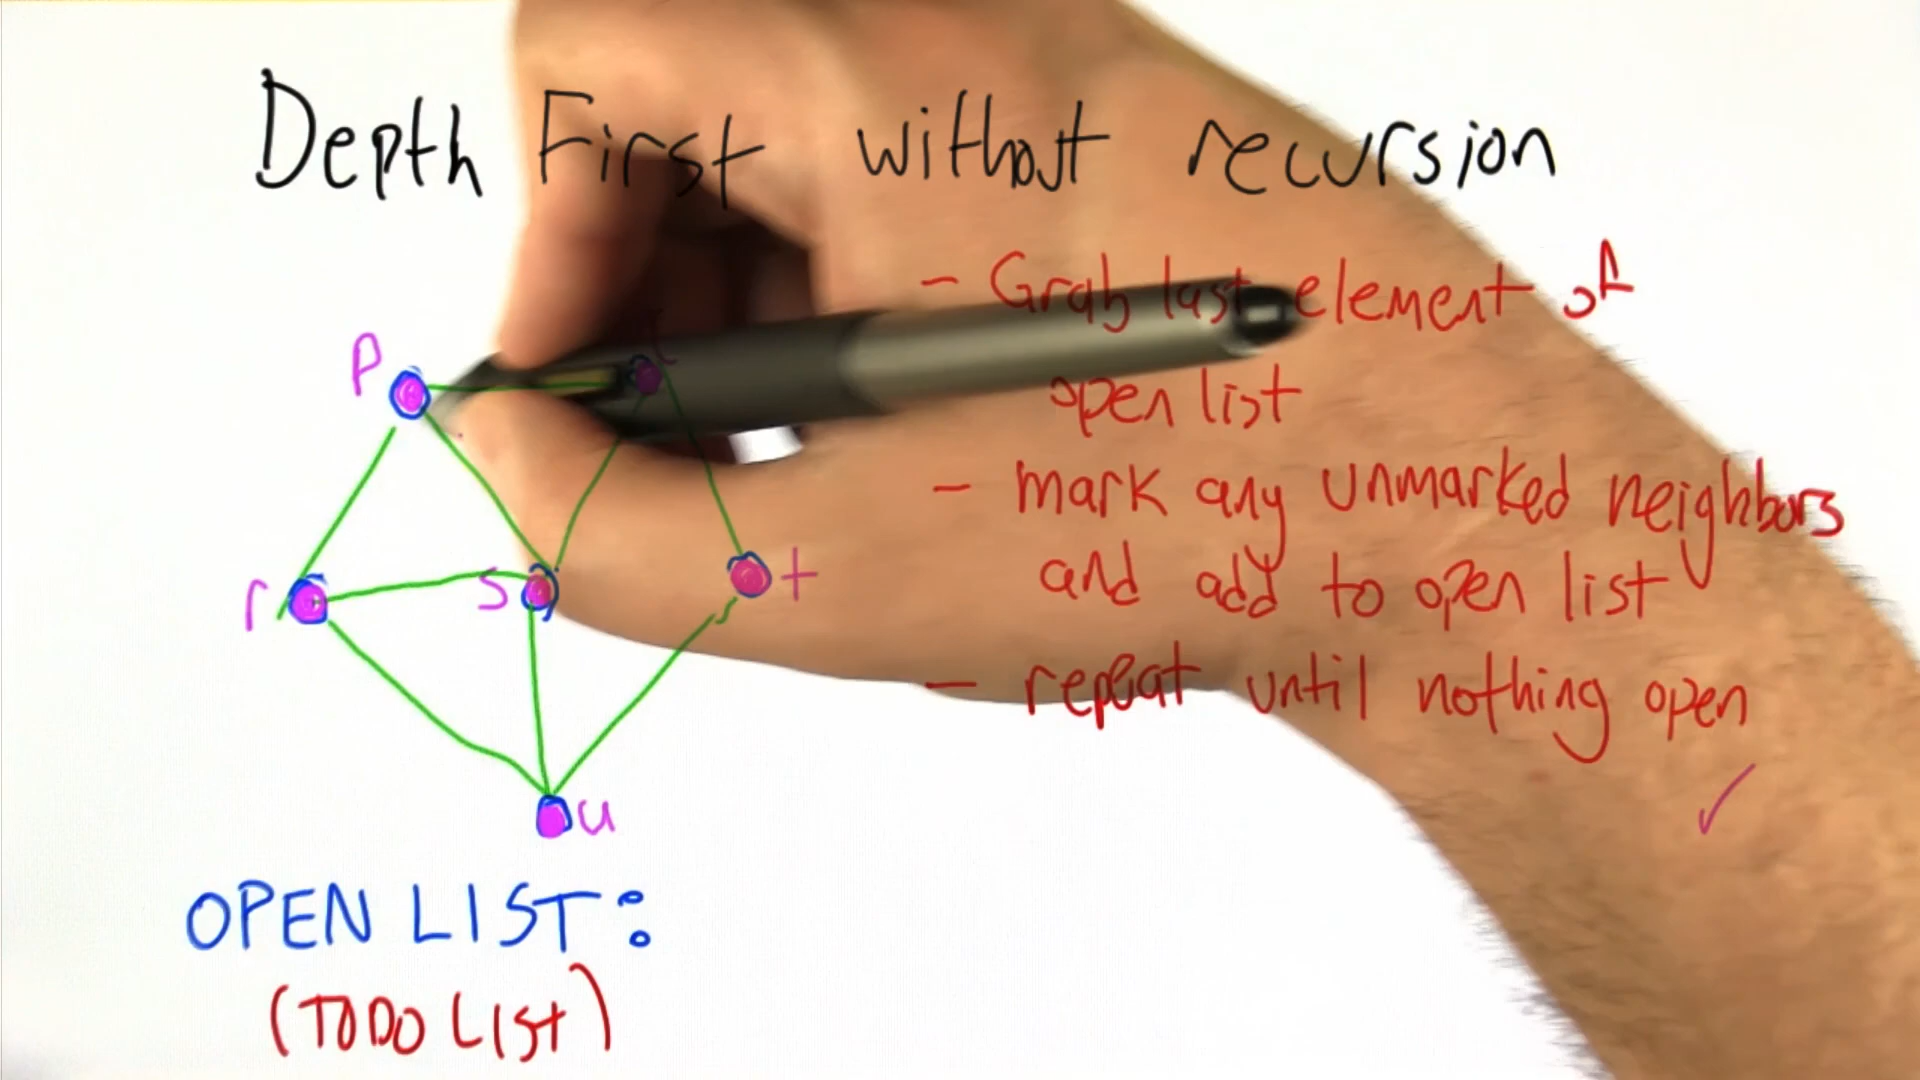 Depth First without recursion
- Grab last element of
open list
- mark any unmarked neighbors
and add to open list
- repeat until nothing open
P
r
s
t
u
OPEN LIST:
(TODO LIST)